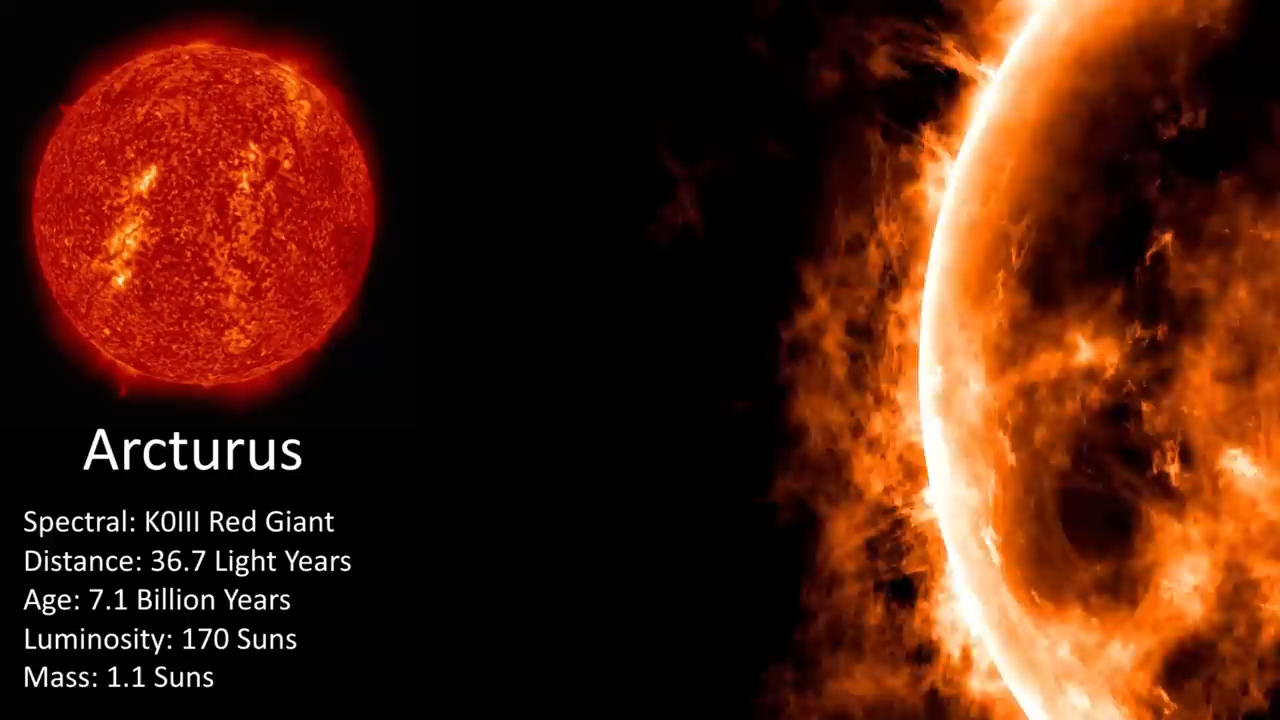 Arcturus
Spectral: K0III Red Giant
Distance: 36.7 Light Years
Age: 7.1 Billion Years
Luminosity: 170 Suns
Mass: 1.1 Suns